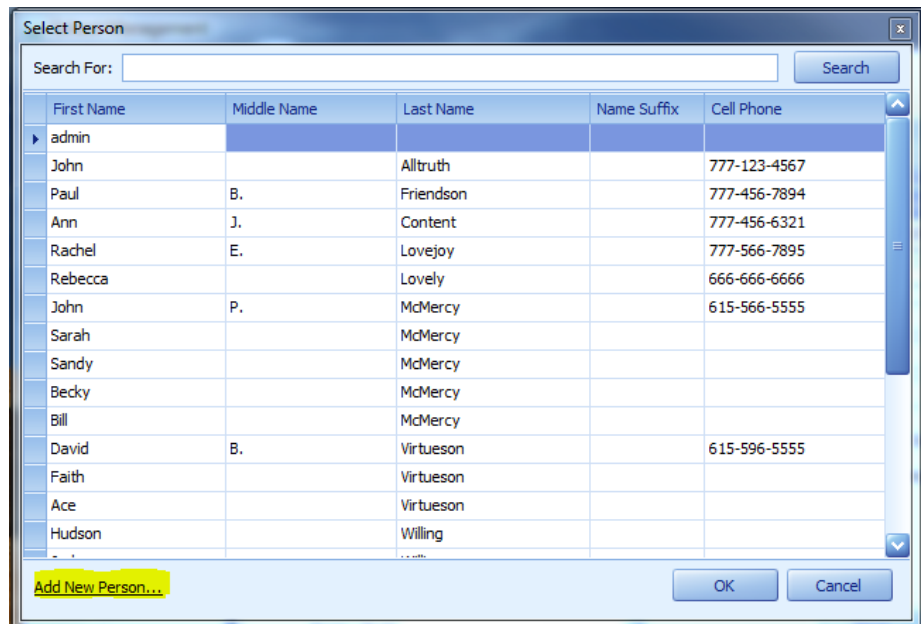 Select Person
Search For: Search
First Name Middle Name Last Name Name Suffix Cell Phone
admin
John Alltruth 777-123-4567
Paul B. Friendson 777-456-7894
Ann J. Content 777-456-6321
Rachel E. Lovejoy 777-566-7895
Rebecca Lovely 666-666-6666
John P. McMercy 615-566-5555
Sarah McMercy
Sandy McMercy
Becky McMercy
Bill McMercy
David B. Virtueson 615-596-5555
Faith Virtueson
Ace Virtueson
Hudson Willing
Add New Person... OK Cancel